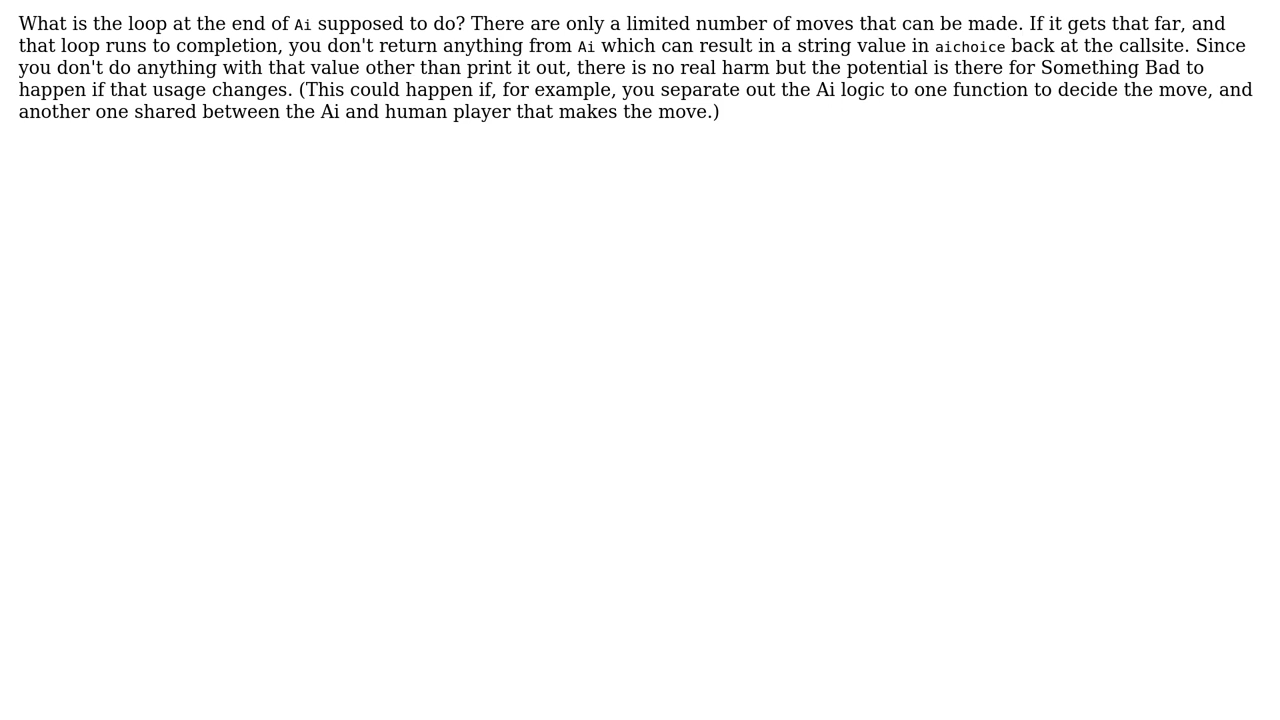 What is the loop at the end of Ai supposed to do? There are only a limited number of moves that can be made. If it gets that far, and
that loop runs to completion, you don't return anything from Ai which can result in a string value in aichoice back at the callsite. Since
you don't do anything with that value other than print it out, there is no real harm but the potential is there for Something Bad to
happen if that usage changes. (This could happen if, for example, you separate out the Ai logic to one function to decide the move, and
another one shared between the Ai and human player that makes the move.)